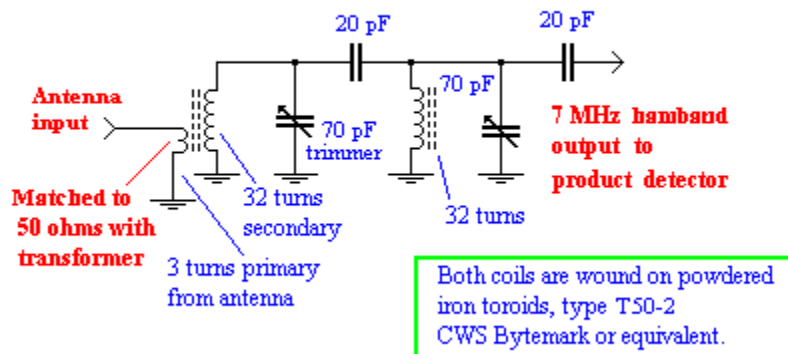 20 pF
20 pF
Antenna
input
70 pF
trimmer
70 pF
7 MHz hamband
output to
product detector
Matched to
50 ohms with
transformer
32 turns
secondary
32 turns
3 turns primary
from antenna
Both coils are wound on powdered
iron toroids, type T50-2
CWS Bytemark or equivalent.